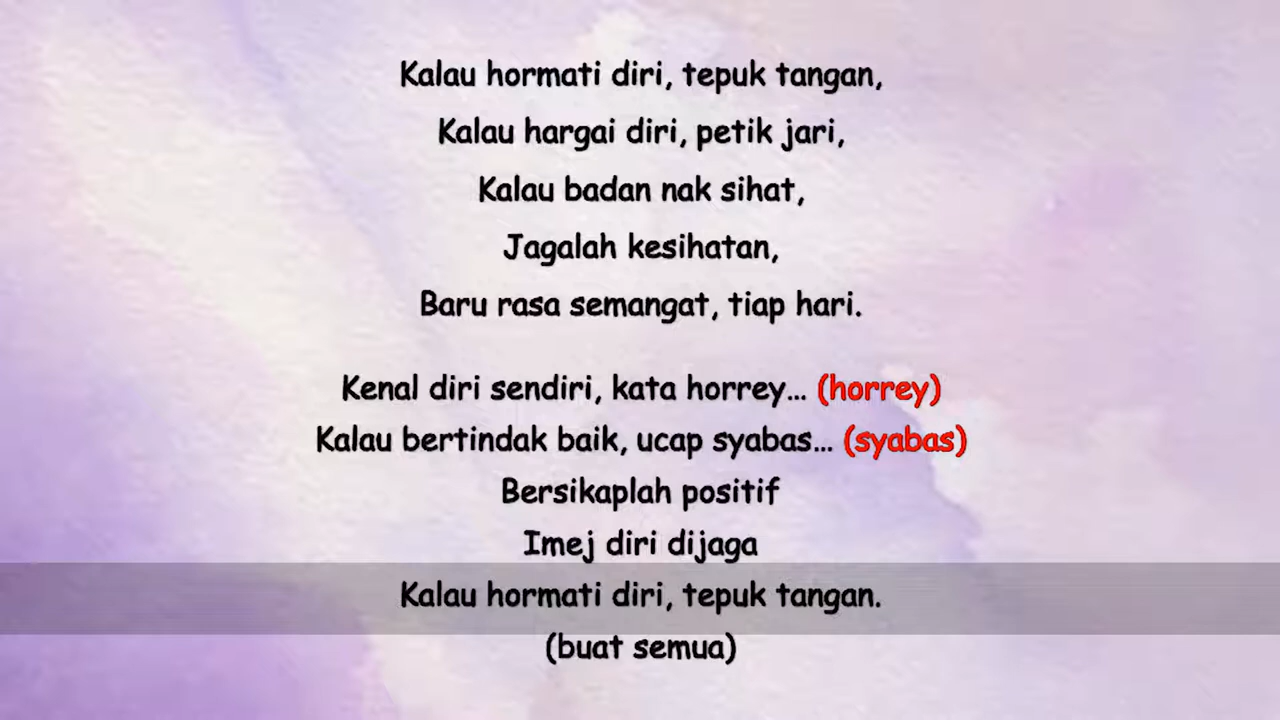 Kalau hormati diri, tepuk tangan,
Kalau hargai diri, petik jari,
Kalau badan nak sihat,
Jagalah kesihatan,
Baru rasa semangat, tiap hari.
Kenal diri sendiri, kata horrey... (horrey)
Kalau bertindak baik, ucap syabas... (syabas)
Bersikaplah positif
Imej diri dijaga
Kalau hormati diri, tepuk tangan.
(buat semua)